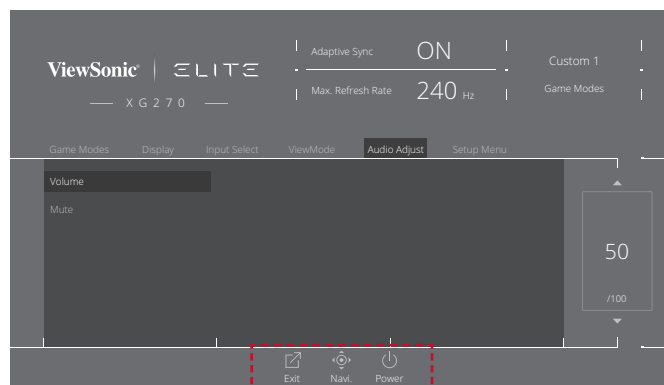 ViewSonic® ELITE
XG270
Adaptive Sync ON
Max. Refresh Rate 240 Hz
Custom 1
Game Modes
Game Modes Display Input Select ViewMode Audio Adjust Setup Menu
Volume
Mute
50
/100
Exit Navi. Power